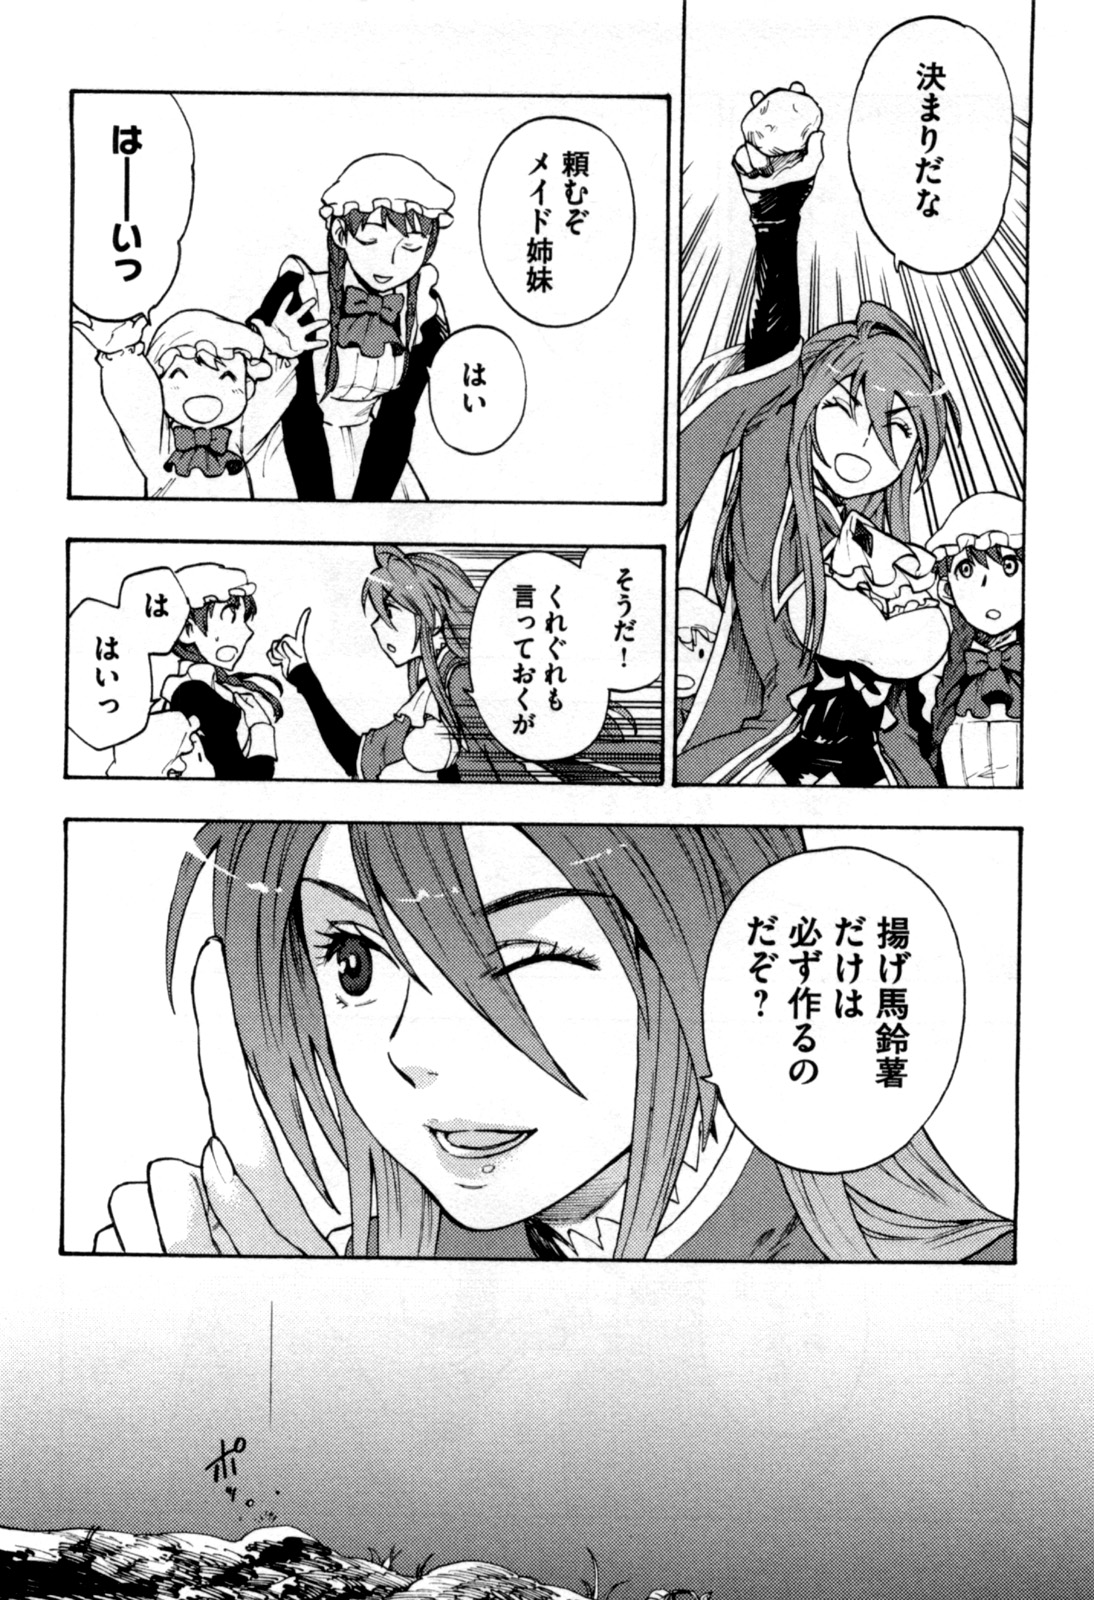 決まりだな
頼むぞ
メイド姉妹
はい
はーいっ
そうだ！
くれぐれも
言っておくが
は
はいっ
揚げ馬鈴薯
だけは
必ず作るの
だぞ？
ポッ